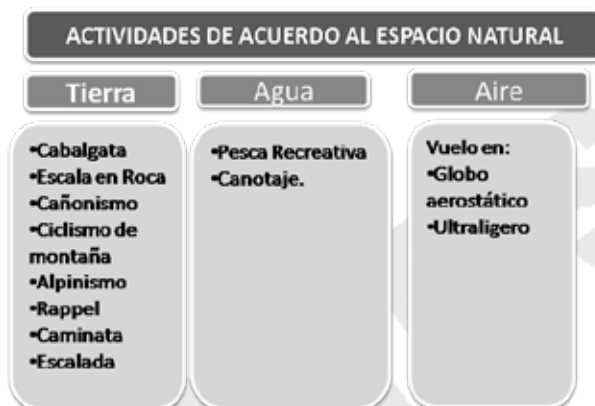 ACTIVIDADES DE ACUERDO AL ESPACIO NATURAL
Tierra
•Cabalgata
•Escala en Roca
•Cañonismo
•Ciclismo de
montaña
•Alpinismo
•Rappel
•Caminata
•Escalada
Agua
•Pesca Recreativa
•Canotaje.
Aire
Vuelo en:
•Globo
aerostático
•Ultraligero